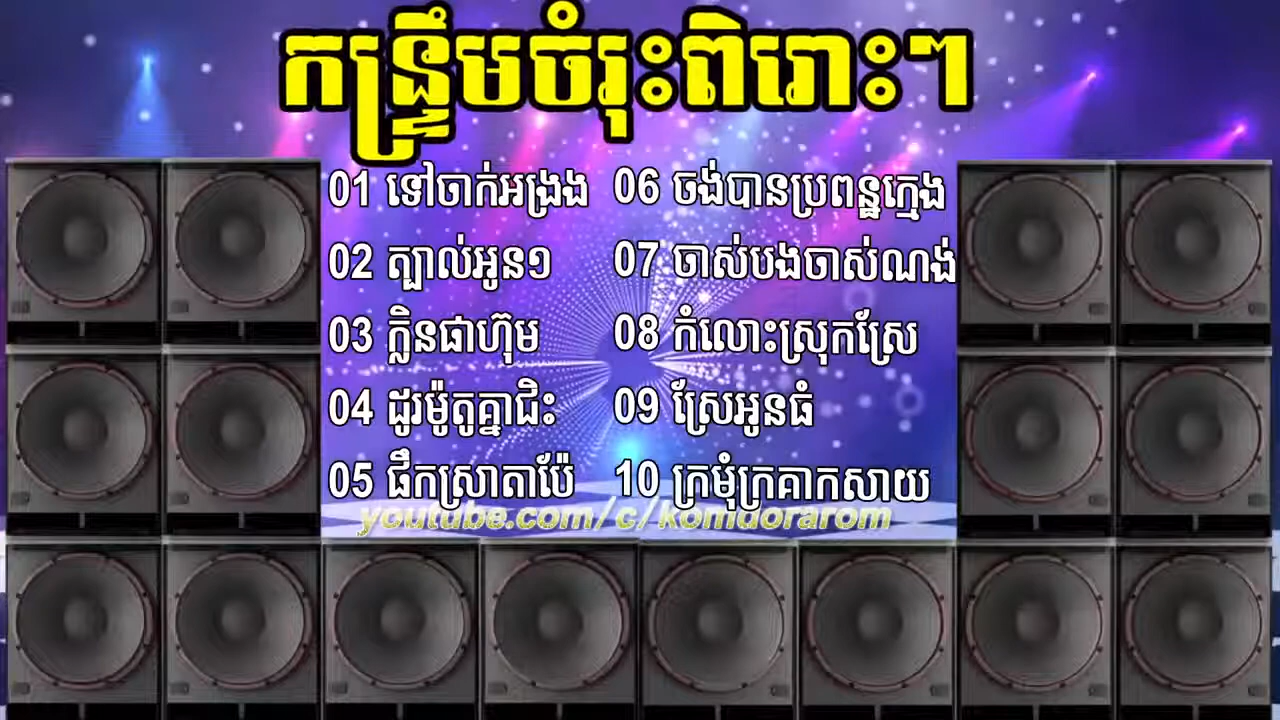 កន្ទ្រឹមចំរុះពិរោះៗ
01 ទៅចាក់អង្រង
02 ត្បាល់អូន១
03 ក្លិនផាហ៊ុម
04 ដូរម៉ូតូគ្នាជិះ
05 ផឹកស្រាតាប៉ែ
06 ចង់បានប្រពន្ឋក្មេង
07 ចាស់បងចាស់ណង់
08 កំលោះស្រុកស្រែ
09 ស្រែអូនធំ
10 ក្រមុំក្រគាកសាយ
youtube.com/c/komdorarom